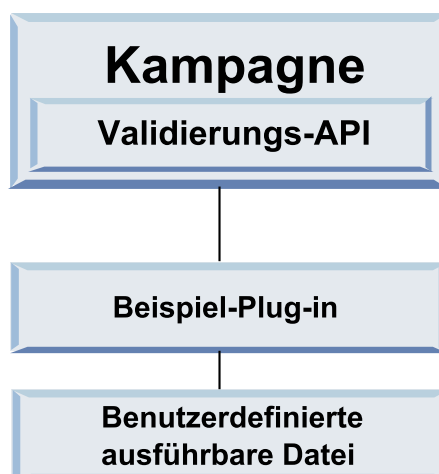 Kampagne
Validierungs-API
Beispiel-Plug-in
Benutzerdefinierte
ausführbare Datei